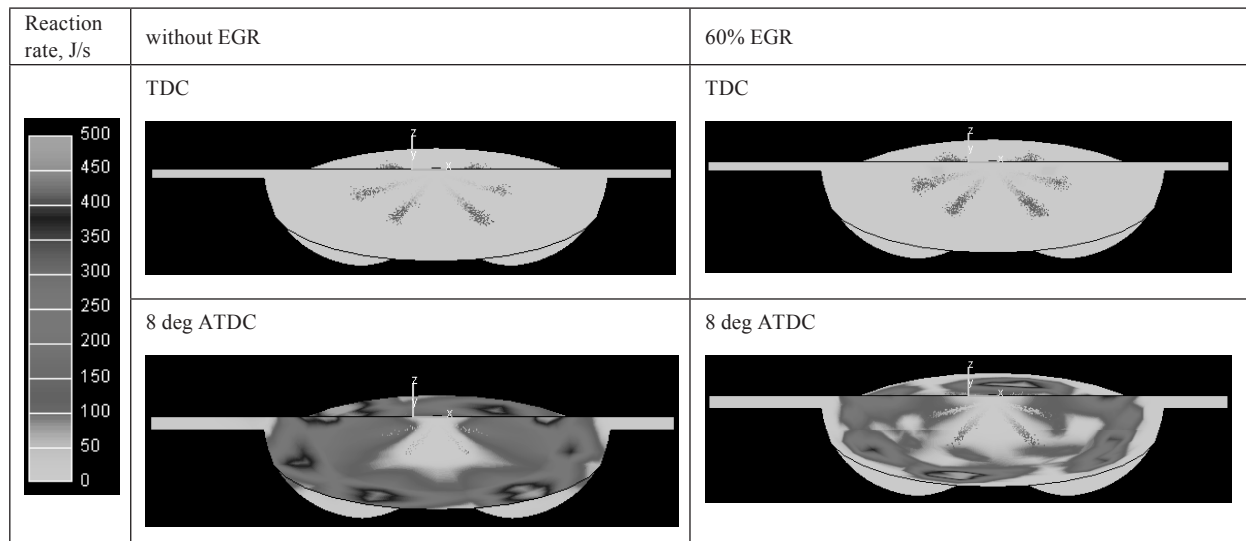 Reaction
rate, J/s
without EGR
60% EGR
500
450
400
350
300
250
200
150
100
50
0
TDC
z
y
x
TDC
z
y
x
8 deg ATDC
z
y
x
8 deg ATDC
z
y
x